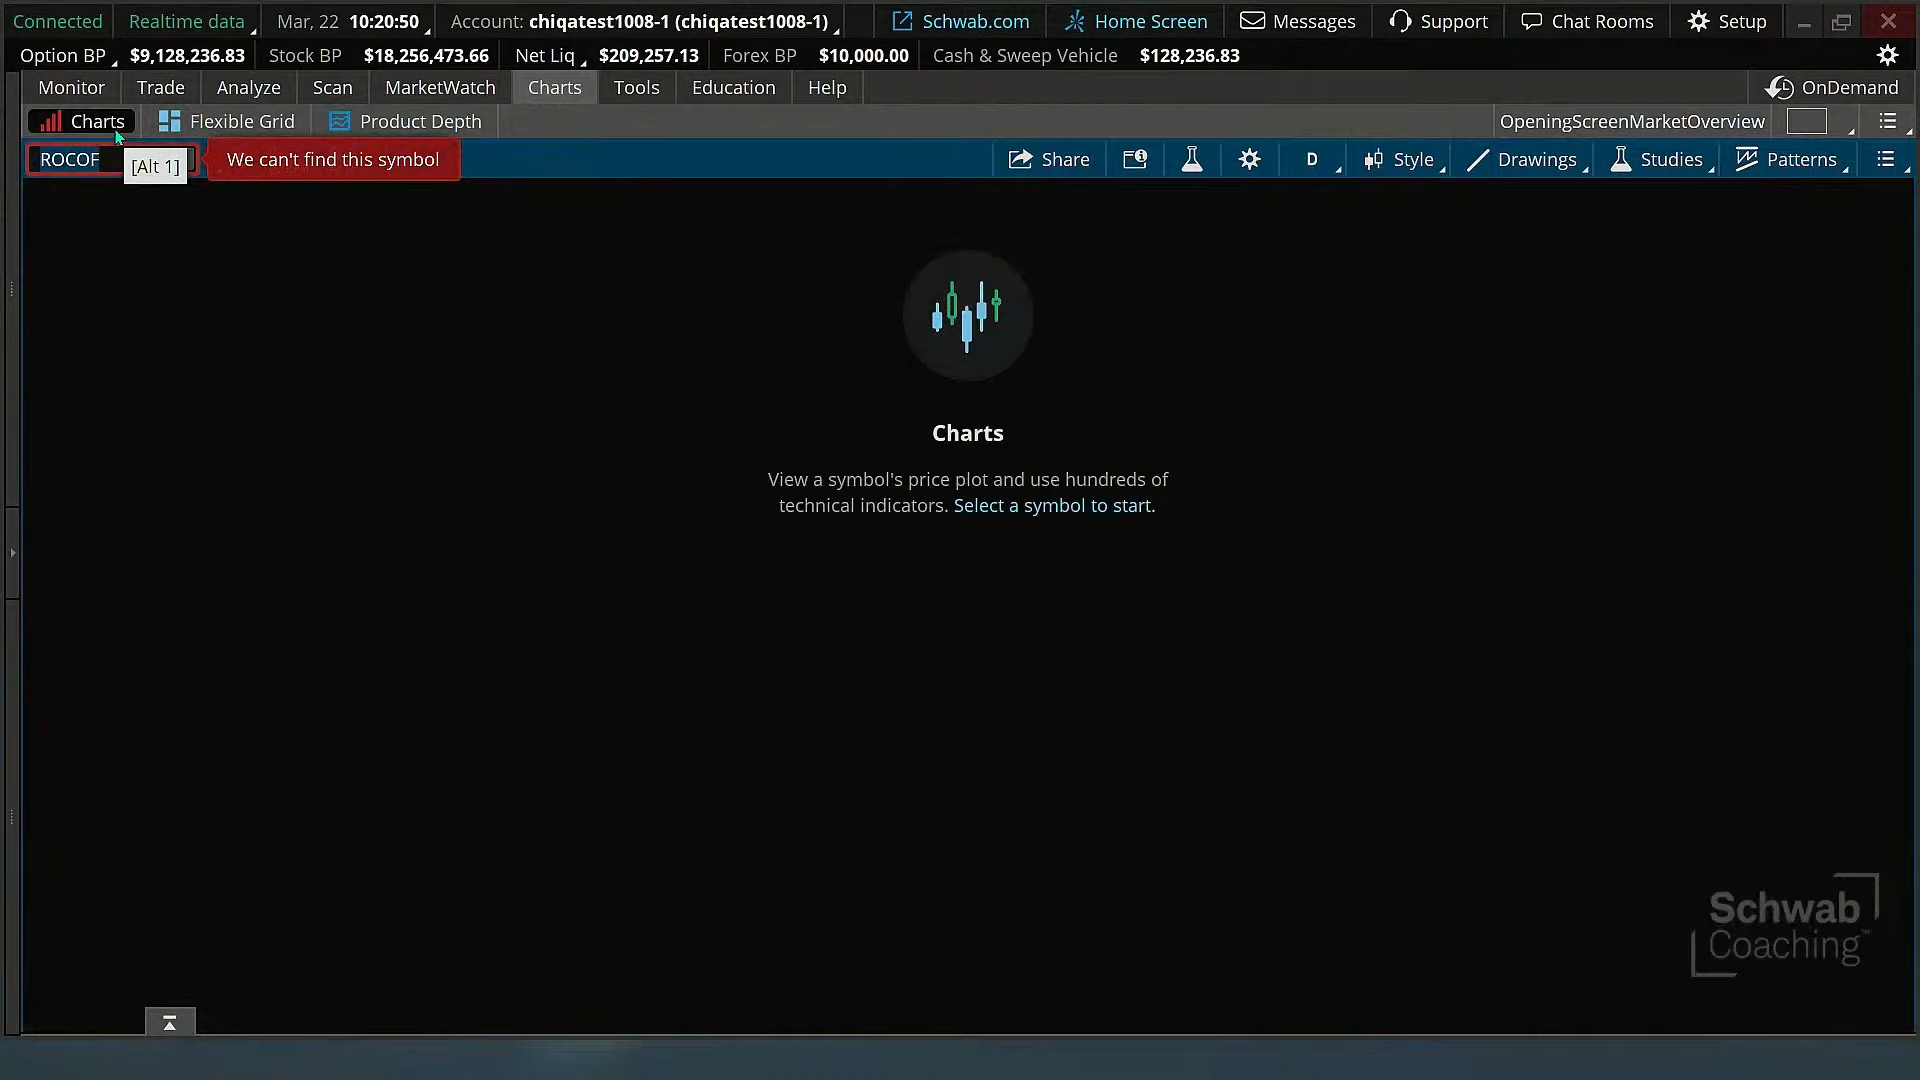 Connected Realtime data Mar, 22 10:20:50 Account: chiqatest1008-1 (chiqatest1008-1) Schwab.com Home Screen Messages Support Chat Rooms Setup
Option BP $9,128,236.83 Stock BP $18,256,473.66 Net Liq $209,257.13 Forex BP $10,000.00 Cash & Sweep Vehicle $128,236.83
Monitor Trade Analyze Scan MarketWatch Charts Tools Education Help OnDemand
Charts Flexible Grid Product Depth OpeningScreenMarketOverview
ROCOF [Alt 1] We can't find this symbol Share D Style Drawings Studies Patterns
Charts
View a symbol's price plot and use hundreds of
technical indicators. Select a symbol to start.
Schwab
Coaching™